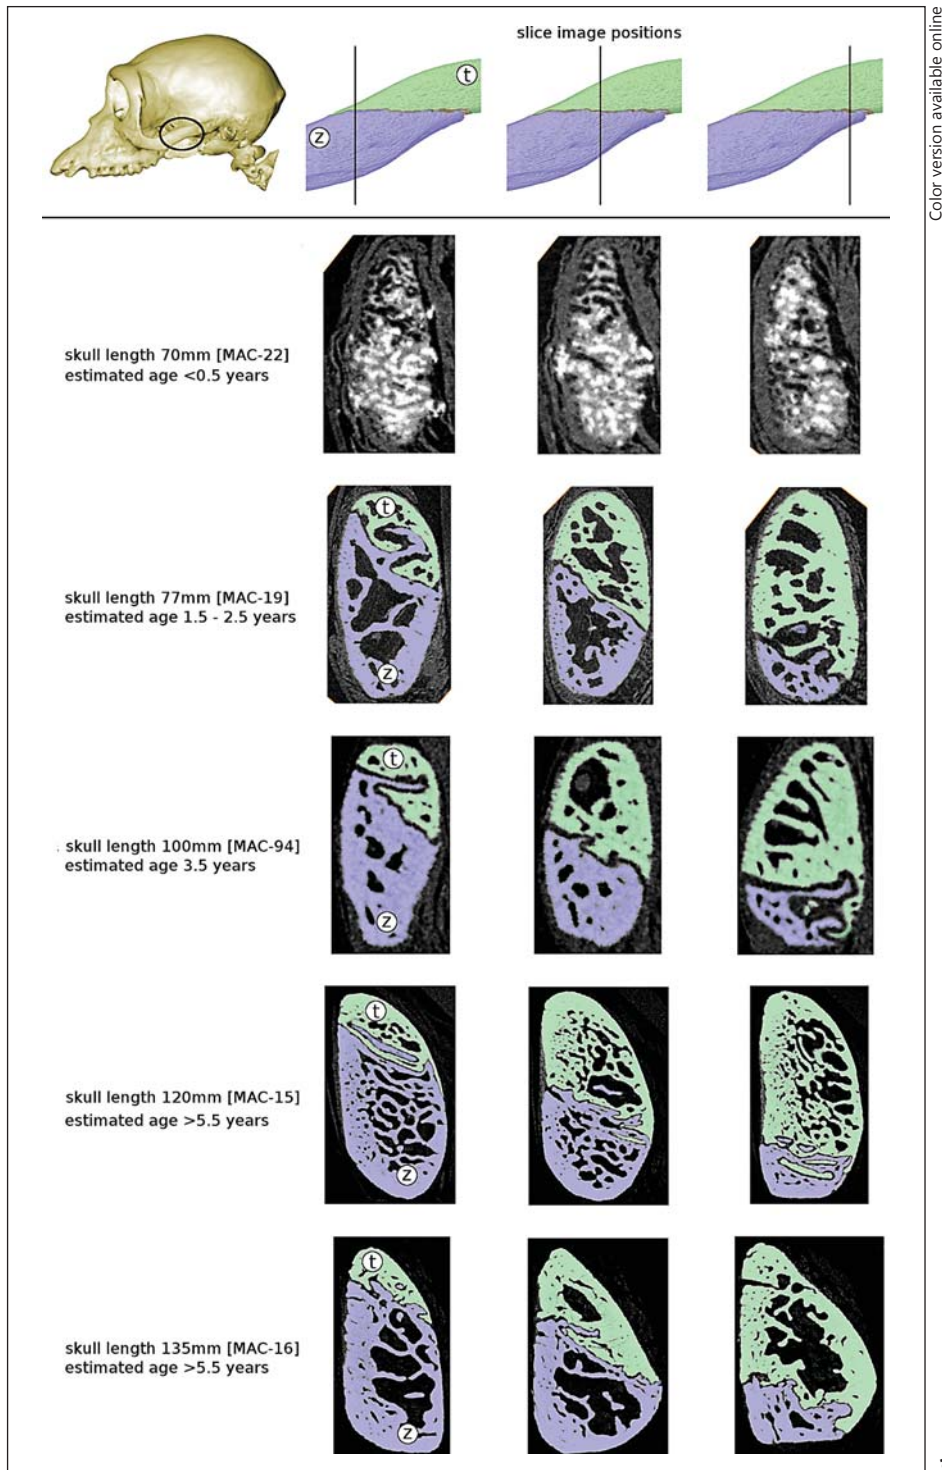 Color version available online
slice image positions
t
z
skull length 70mm [MAC-22]
estimated age <0.5 years
t
skull length 77mm [MAC-19]
estimated age 1.5 - 2.5 years
z
t
skull length 100mm [MAC-94]
estimated age 3.5 years
z
t
skull length 120mm [MAC-15]
estimated age >5.5 years
z
t
skull length 135mm [MAC-16]
estimated age >5.5 years
z